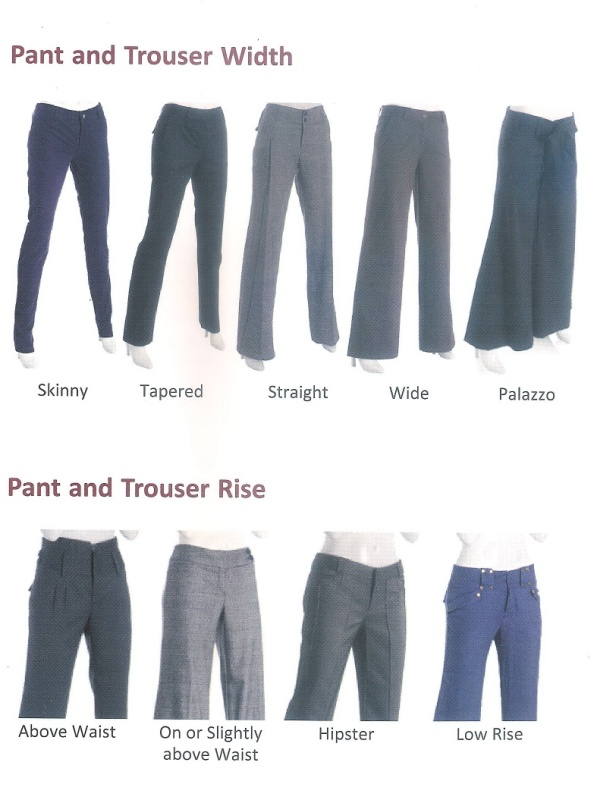 Pant and Trouser Width
Skinny
Tapered
Straight
Wide
Palazzo
Pant and Trouser Rise
Above Waist
On or Slightly
above Waist
Hipster
Low Rise